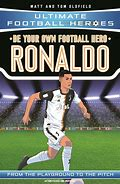 MATT AND TOM OLDFIELD
ULTIMATE
FOOTBALL HEROES
BE YOUR OWN FOOTBALL HERO
RONALDO
FROM THE PLAYGROUND TO THE PITCH